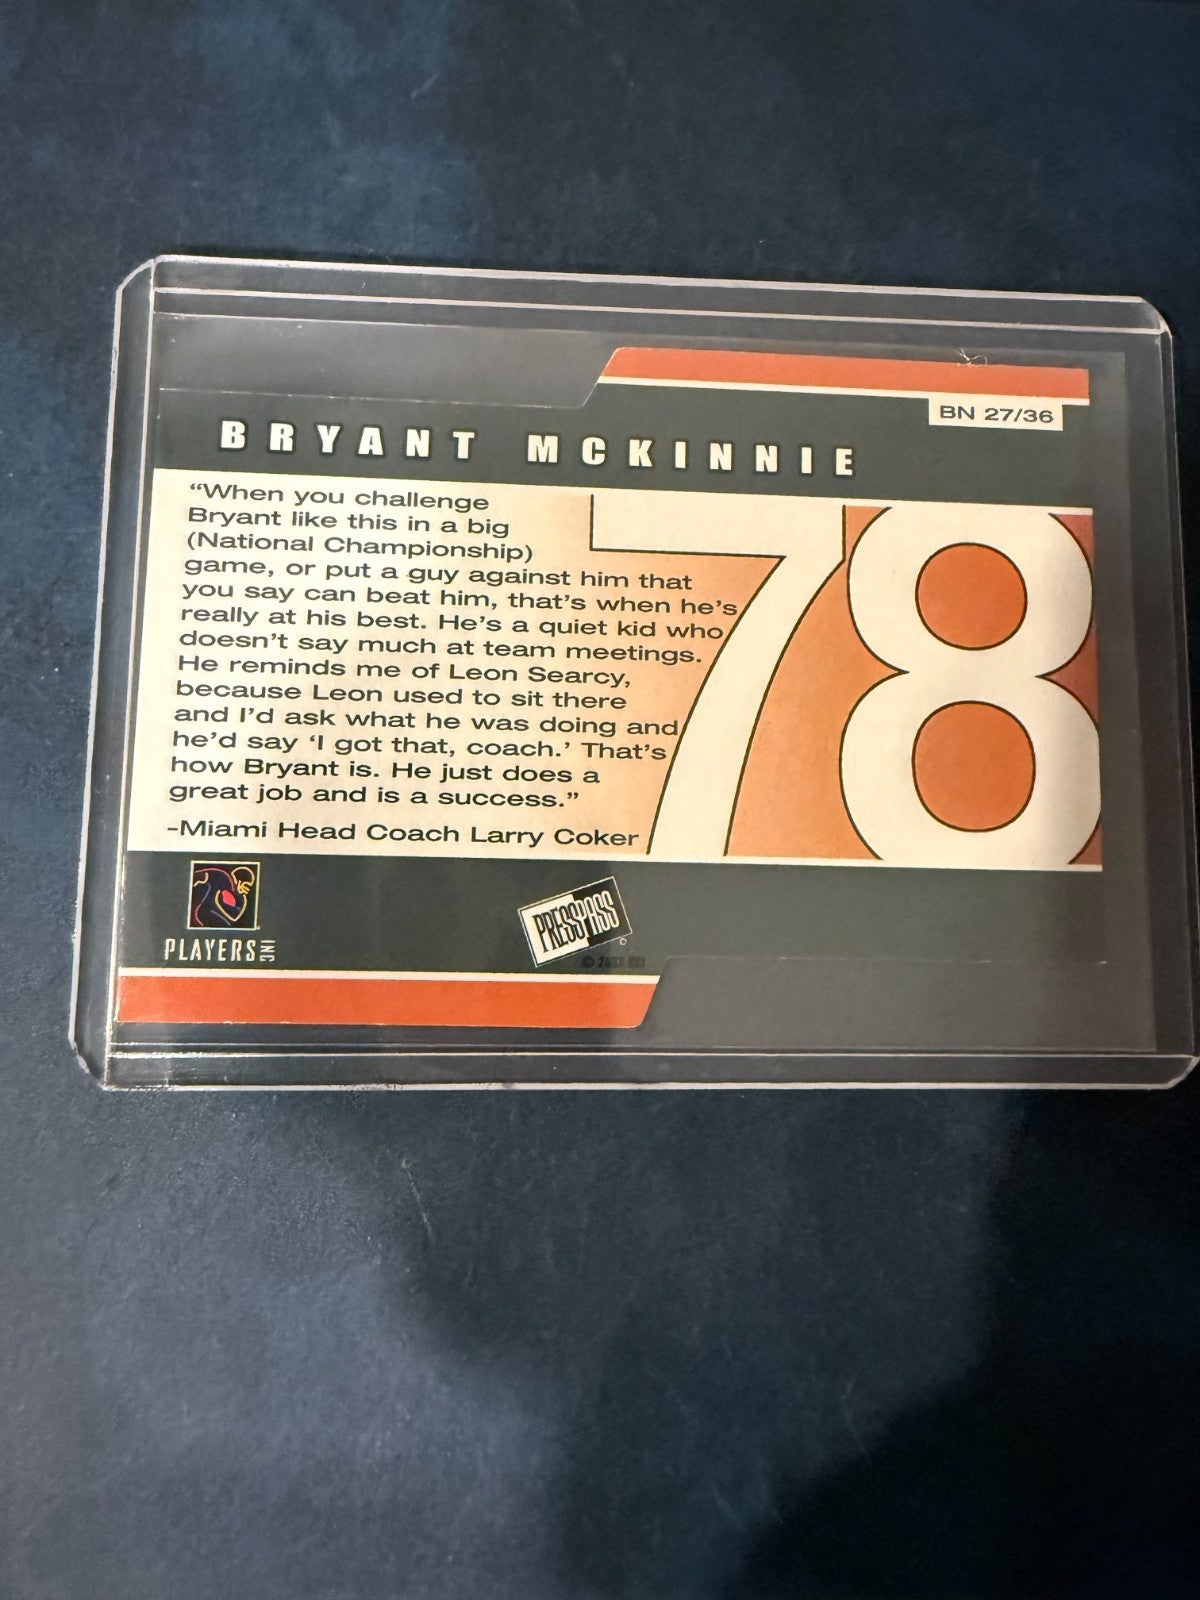 BN 27/36
BRYANT MCKINNIE
“When you challenge
Bryant like this in a big
(National Championship)
game, or put a guy against him that
you say can beat him, that’s when he’s
really at his best. He’s a quiet kid who
doesn’t say much at team meetings.
He reminds me of Leon Searcy,
because Leon used to sit there
and I’d ask what he was doing and
he’d say ‘I got that, coach.’ That’s
how Bryant is. He just does a
great job and is a success.”
-Miami Head Coach Larry Coker
78
PLAYERS INC
PRESS PASS
©